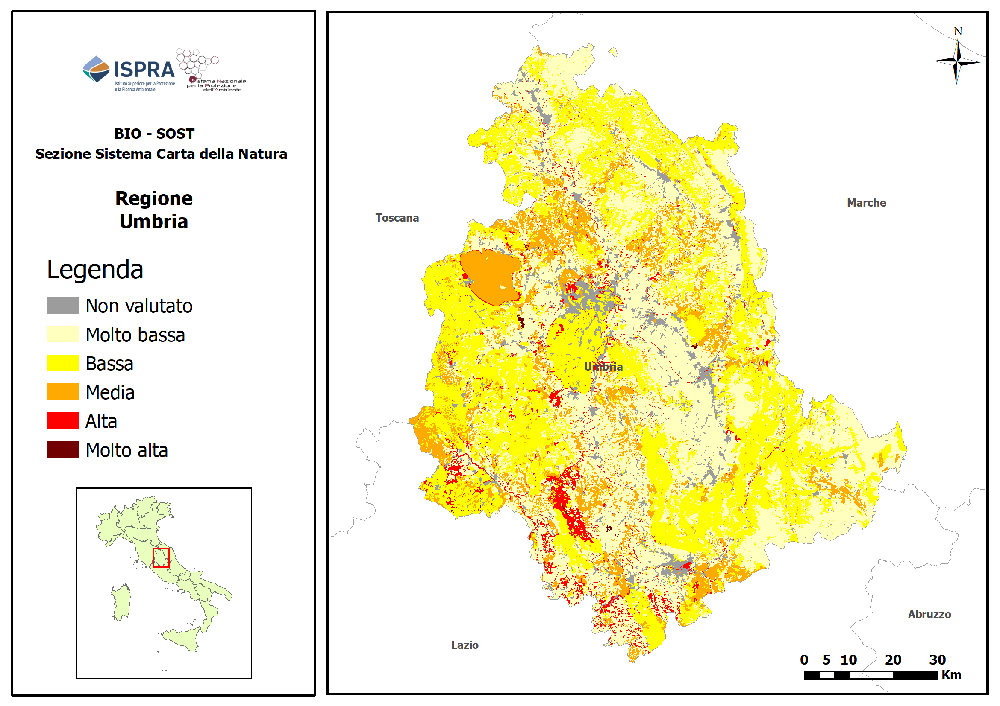 ISPRA
Istituto Superiore per la Protezione
e la Ricerca Ambientale
Sistema Nazionale
per la Protezione
dell'Ambiente
BIO - SOST
Sezione Sistema Carta della Natura
Regione
Umbria
Legenda
Non valutato
Molto bassa
Bassa
Media
Alta
Molto alta
N
Marche
Toscana
Umbria
Abruzzo
Lazio
0 5 10 20 30
Km